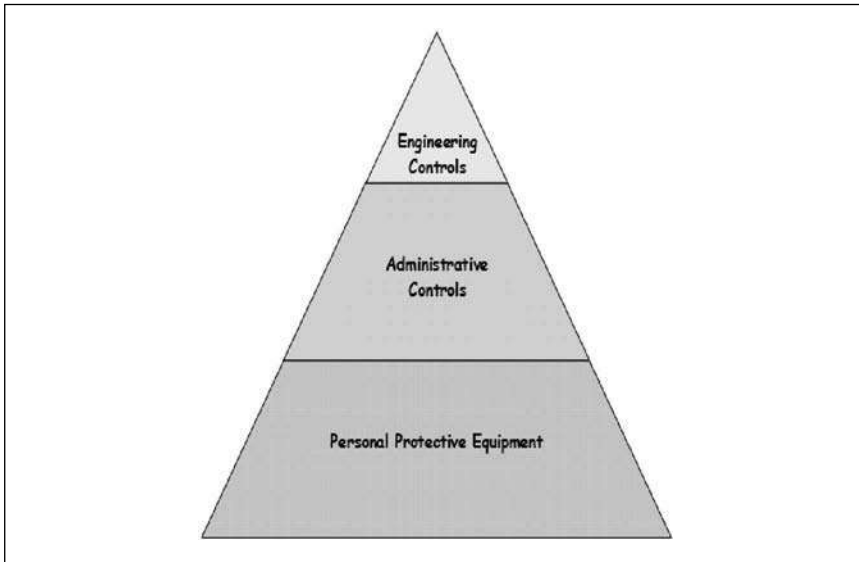 Engineering
Controls
Administrative
Controls
Personal Protective Equipment